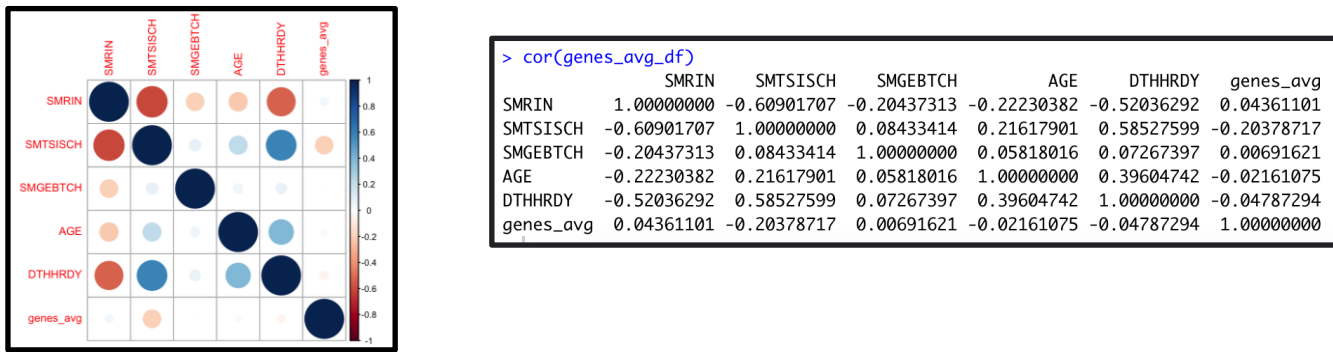 SMRIN SMTSISCH SMGEBTCH AGE DTHHRDY genes_avg
SMRIN
SMTSISCH
SMGEBTCH
AGE
DTHHRDY
genes_avg
1
0.8
0.6
0.4
0.2
0
-0.2
-0.4
-0.6
-0.8
-1
> cor(genes_avg_df)
SMRIN SMTSISCH SMGEBTCH AGE DTHHRDY genes_avg
SMRIN 1.00000000 -0.60901707 -0.20437313 -0.22230382 -0.52036292 0.04361101
SMTSISCH -0.60901707 1.00000000 0.08433414 0.21617901 0.58527599 -0.20378717
SMGEBTCH -0.20437313 0.08433414 1.00000000 0.05818016 0.07267397 0.00691621
AGE -0.22230382 0.21617901 0.05818016 1.00000000 0.39604742 -0.02161075
DTHHRDY -0.52036292 0.58527599 0.07267397 0.39604742 1.00000000 -0.04787294
genes_avg 0.04361101 -0.20378717 0.00691621 -0.02161075 -0.04787294 1.00000000